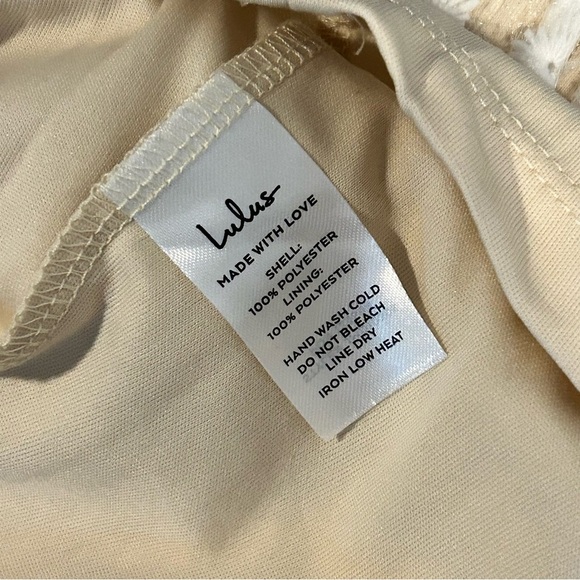 Lulus
MADE WITH LOVE
SHELL:
100% POLYESTER
LINING:
100% POLYESTER
HAND WASH COLD
DO NOT BLEACH
LINE DRY
IRON LOW HEAT